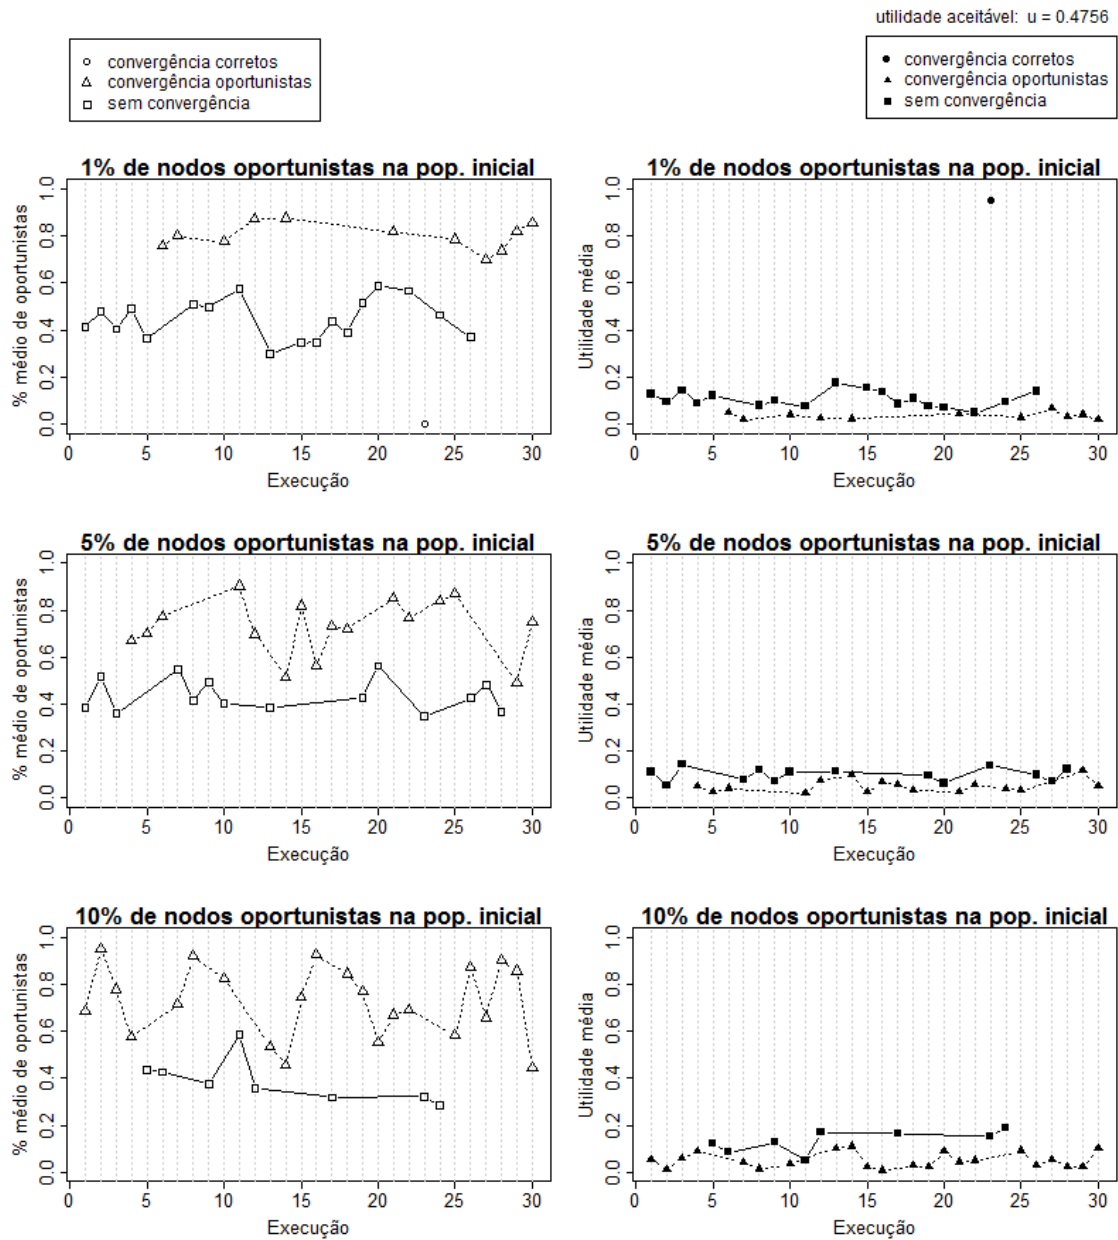 utilidade aceitável: u = 0.4756
convergência corretos
convergência oportunistas
sem convergência
convergência corretos
convergência oportunistas
sem convergência
1% de nodos oportunistas na pop. inicial
% médio de oportunistas
0.0 0.2 0.4 0.6 0.8 1.0
0 5 10 15 20 25 30
Execução
1% de nodos oportunistas na pop. inicial
Utilidade média
0.0 0.2 0.4 0.6 0.8 1.0
0 5 10 15 20 25 30
Execução
5% de nodos oportunistas na pop. inicial
% médio de oportunistas
0.0 0.2 0.4 0.6 0.8 1.0
0 5 10 15 20 25 30
Execução
5% de nodos oportunistas na pop. inicial
Utilidade média
0.0 0.2 0.4 0.6 0.8 1.0
0 5 10 15 20 25 30
Execução
10% de nodos oportunistas na pop. inicial
% médio de oportunistas
0.0 0.2 0.4 0.6 0.8 1.0
0 5 10 15 20 25 30
Execução
10% de nodos oportunistas na pop. inicial
Utilidade média
0.0 0.2 0.4 0.6 0.8 1.0
0 5 10 15 20 25 30
Execução